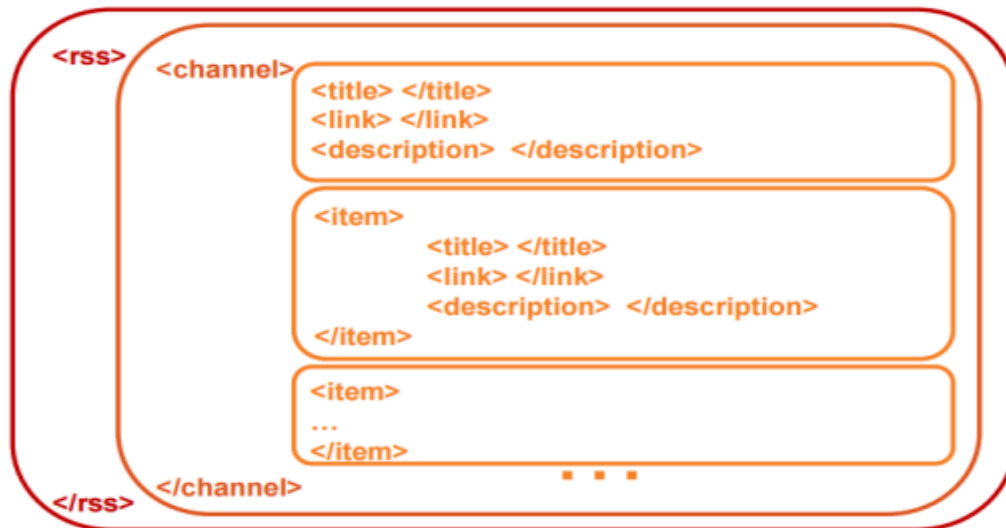 <rss>
<channel>
<title> </title>
<link> </link>
<description>  </description>
<item>
<title> </title>
<link> </link>
<description>  </description>
</item>
<item>
...
</item>
. . .
</channel>
</rss>